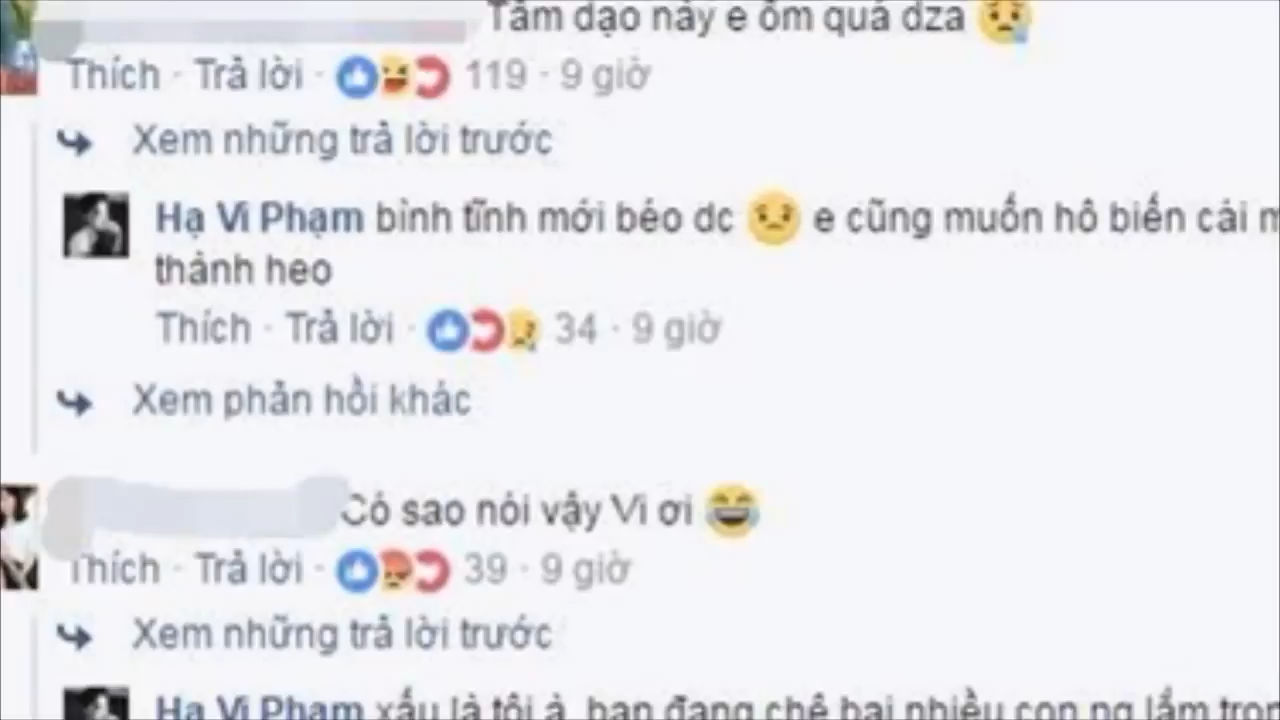 Tầm dạo này e ốm quá dza
Thích · Trả lời · 119 · 9 giờ
Xem những trả lời trước
Hạ Vi Phạm bình tĩnh mới béo dc e cũng muốn hô biến cái
thành heo
Thích · Trả lời · 34 · 9 giờ
Xem phản hồi khác
Có sao nói vậy Vi ơi
Thích · Trả lời · 39 · 9 giờ
Xem những trả lời trước
Hạ Vi Phạm xấu là tội à, bạn đang chê bai nhiều con ng lắm